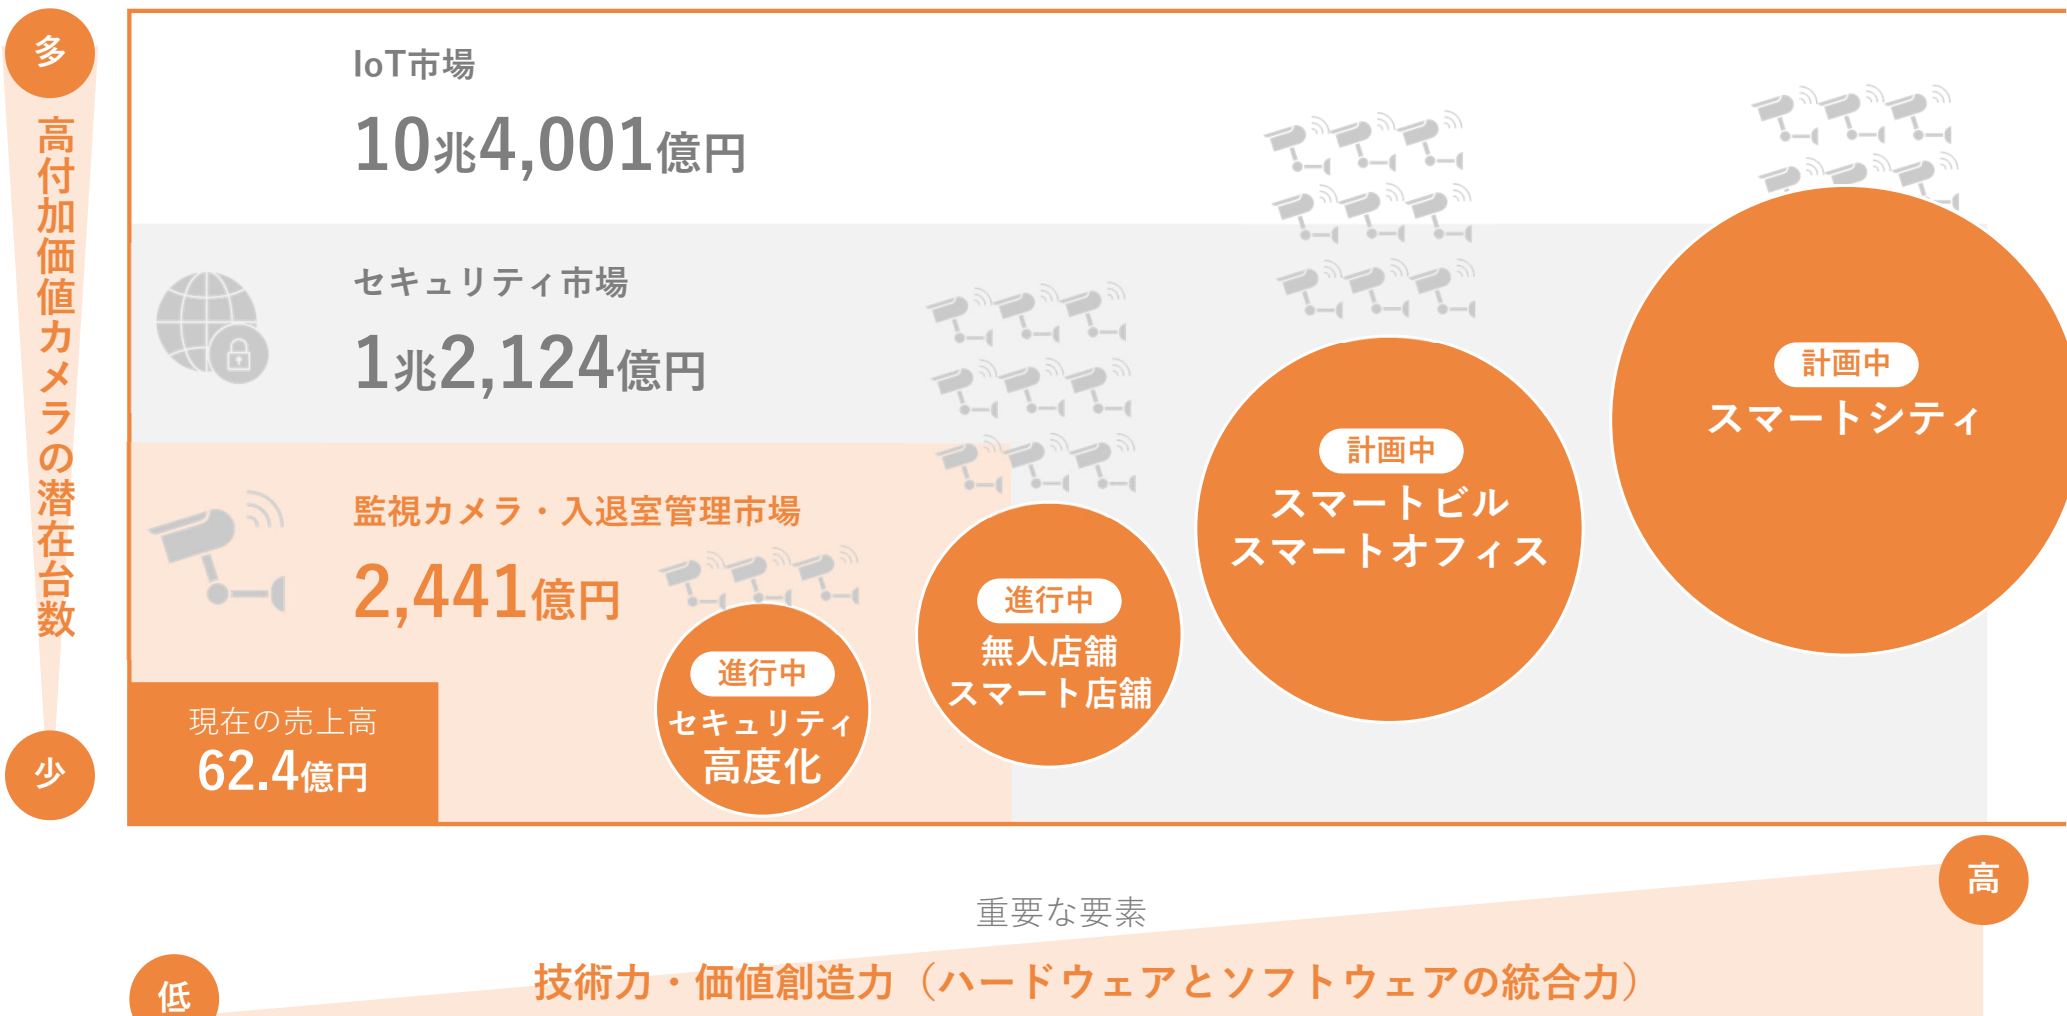 多
高付加価値カメラの潜在台数
少
IoT市場
10兆4,001億円
セキュリティ市場
1兆2,124億円
監視カメラ・入退室管理市場
2,441億円
現在の売上高
62.4億円
進行中
セキュリティ
高度化
進行中
無人店舗
スマート店舗
計画中
スマートビル
スマートオフィス
計画中
スマートシティ
高
重要な要素
技術力・価値創造力（ハードウェアとソフトウェアの統合力）
低